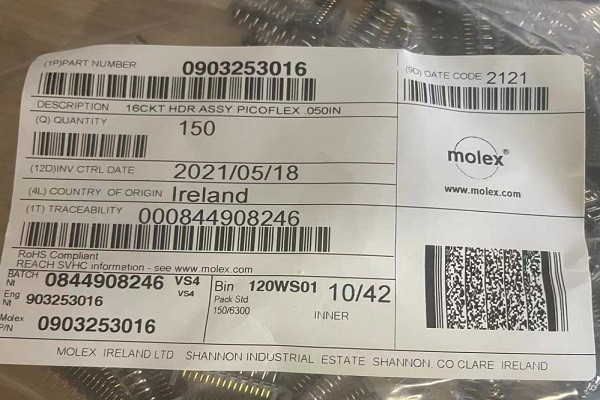 (1P)PART NUMBER 0903253016
(9D) DATE CODE 2121
DESCRIPTION 16CKT HDR ASSY PICOFLEX .050IN
(Q) QUANTITY 150
(12D)INV CTRL DATE 2021/05/18
(4L) COUNTRY OF ORIGIN Ireland
(1T) TRACEABILITY 000844908246
molex®
www.molex.com
RoHS Compliant
REACH SVHC information - see www.molex.com
BATCH Nt 0844908246 VS4
VS4
Eng Nt 903253016
Molex P/N 0903253016
Bin 120WS01 10/42
Pack Std
150/6300
INNER
MOLEX IRELAND LTD SHANNON INDUSTRIAL ESTATE SHANNON, CO CLARE IRELAND